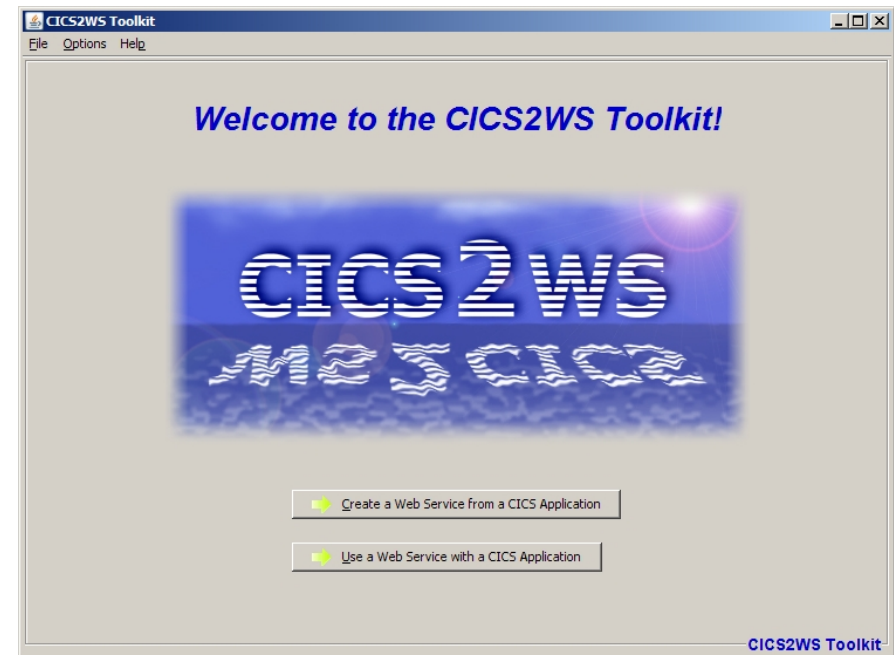 CICS2WS Toolkit
File Options Help
Welcome to the CICS2WS Toolkit!
CICS2WS
WS2CICS
Create a Web Service from a CICS Application
Use a Web Service with a CICS Application
CICS2WS Toolkit